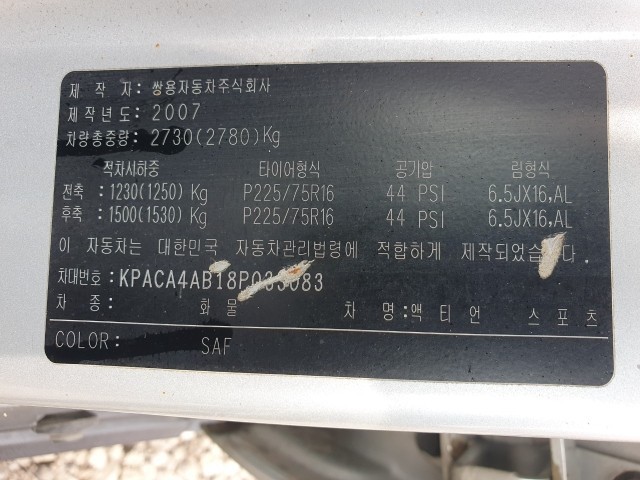 제 작 자: 쌍용자동차주식회사
제작년도: 2007
차량총중량: 2730(2780)Kg
적차시하중 타이어형식 공기압 림형식
전축: 1230(1250) Kg P225/75R16 44 PSI 6.5JX16,AL
후축: 1500(1530) Kg P225/75R16 44 PSI 6.5JX16,AL
이 자동차는 대한민국 자동차관리법령에 적합하게 제작되었습니다.
차대번호: KPACA4AB18P033083
차 종: 화 물 차 명:액 티 언 스 포 츠
COLOR: SAF